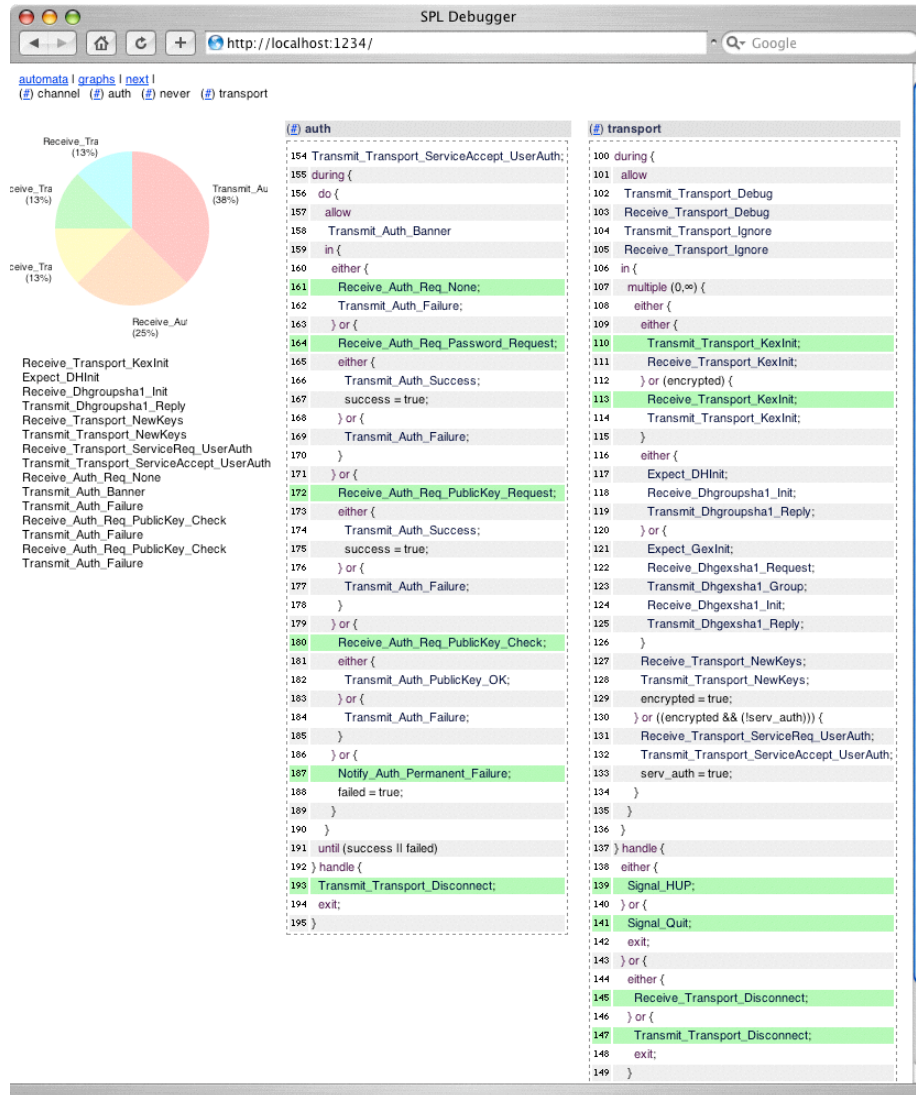 SPL Debugger
http://localhost:1234/
Google
automata | graphs | next |
(#) channel (#) auth (#) never (#) transport
Receive_Tra
(13%)
ceive_Tra
(13%)
Transmit_Au
(38%)
ceive_Tra
(13%)
Receive_Aut
(25%)
Receive_Transport_KexInit
Expect_DHInit
Receive_Dhgroupsha1_Init
Transmit_Dhgroupsha1_Reply
Receive_Transport_NewKeys
Transmit_Transport_NewKeys
Receive_Transport_ServiceReq_UserAuth
Transmit_Transport_ServiceAccept_UserAuth
Receive_Auth_Req_None
Transmit_Auth_Banner
Transmit_Auth_Failure
Receive_Auth_Req_PublicKey_Check
Transmit_Auth_Failure
Receive_Auth_Req_PublicKey_Check
Transmit_Auth_Failure
(#) auth
154 Transmit_Transport_ServiceAccept_UserAuth;
155 during {
156 do {
157 allow
158 Transmit_Auth_Banner
159 in {
160 either {
161 Receive_Auth_Req_None;
162 Transmit_Auth_Failure;
163 } or {
164 Receive_Auth_Req_Password_Request;
165 either {
166 Transmit_Auth_Success;
167 success = true;
168 } or {
169 Transmit_Auth_Failure;
170 }
171 } or {
172 Receive_Auth_Req_PublicKey_Request;
173 either {
174 Transmit_Auth_Success;
175 success = true;
176 } or {
177 Transmit_Auth_Failure;
178 }
179 } or {
180 Receive_Auth_Req_PublicKey_Check;
181 either {
182 Transmit_Auth_PublicKey_OK;
183 } or {
184 Transmit_Auth_Failure;
185 }
186 } or {
187 Notify_Auth_Permanent_Failure;
188 failed = true;
189 }
190 }
191 until (success || failed)
192 } handle {
193 Transmit_Transport_Disconnect;
194 exit;
195 }
(#) transport
100 during {
101 allow
102 Transmit_Transport_Debug
103 Receive_Transport_Debug
104 Transmit_Transport_Ignore
105 Receive_Transport_Ignore
106 in {
107 multiple (0,∞) {
108 either {
109 either {
110 Transmit_Transport_KexInit;
111 Receive_Transport_KexInit;
112 } or (encrypted) {
113 Receive_Transport_KexInit;
114 Transmit_Transport_KexInit;
115 }
116 either {
117 Expect_DHInit;
118 Receive_Dhgroupsha1_Init;
119 Transmit_Dhgroupsha1_Reply;
120 } or {
121 Expect_GexInit;
122 Receive_Dhgexsha1_Request;
123 Transmit_Dhgexsha1_Group;
124 Receive_Dhgexsha1_Init;
125 Transmit_Dhgexsha1_Reply;
126 }
127 Receive_Transport_NewKeys;
128 Transmit_Transport_NewKeys;
129 encrypted = true;
130 } or ((encrypted && (!serv_auth))) {
131 Receive_Transport_ServiceReq_UserAuth;
132 Transmit_Transport_ServiceAccept_UserAuth;
133 serv_auth = true;
134 }
135 }
136 }
137 } handle {
138 either {
139 Signal_HUP;
140 } or {
141 Signal_Quit;
142 exit;
143 } or {
144 either {
145 Receive_Transport_Disconnect;
146 } or {
147 Transmit_Transport_Disconnect;
148 exit;
149 }